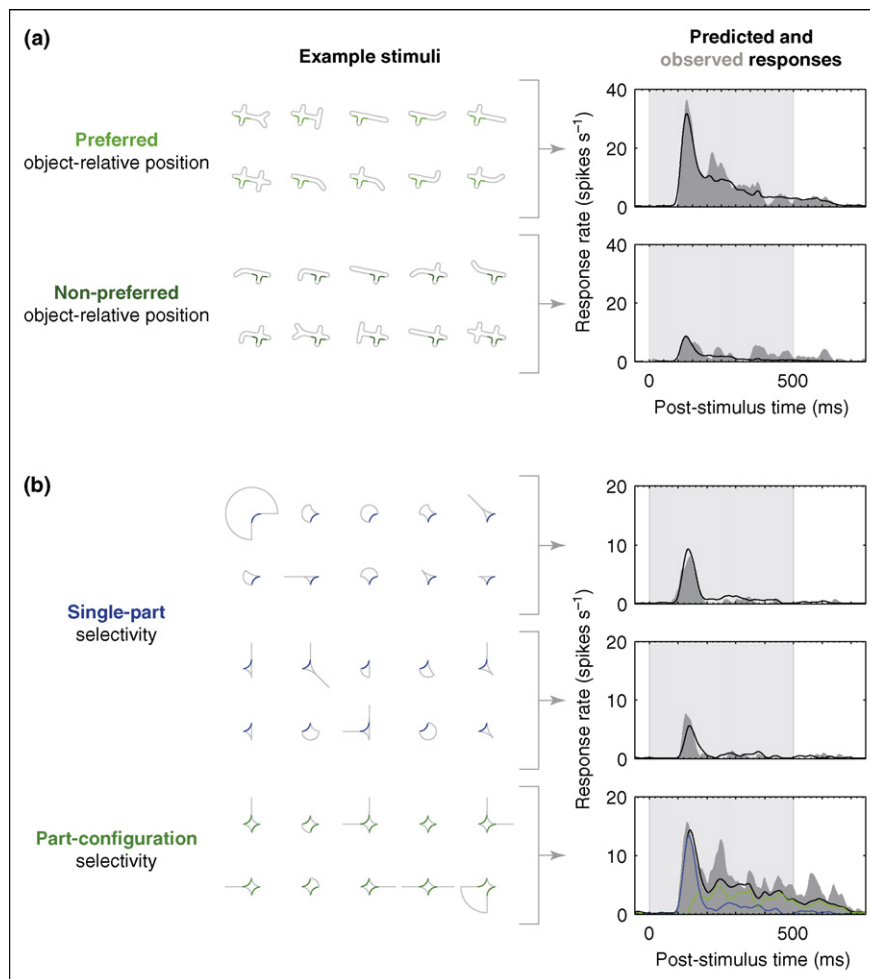 (a)
Example stimuli
Predicted and
observed responses
Preferred
object-relative position
Non-preferred
object-relative position
Response rate (spikes s⁻¹)
40
20
0
40
20
0
0
500
Post-stimulus time (ms)
(b)
Single-part
selectivity
Part-configuration
selectivity
Response rate (spikes s⁻¹)
20
10
0
20
10
0
20
10
0
0
500
Post-stimulus time (ms)